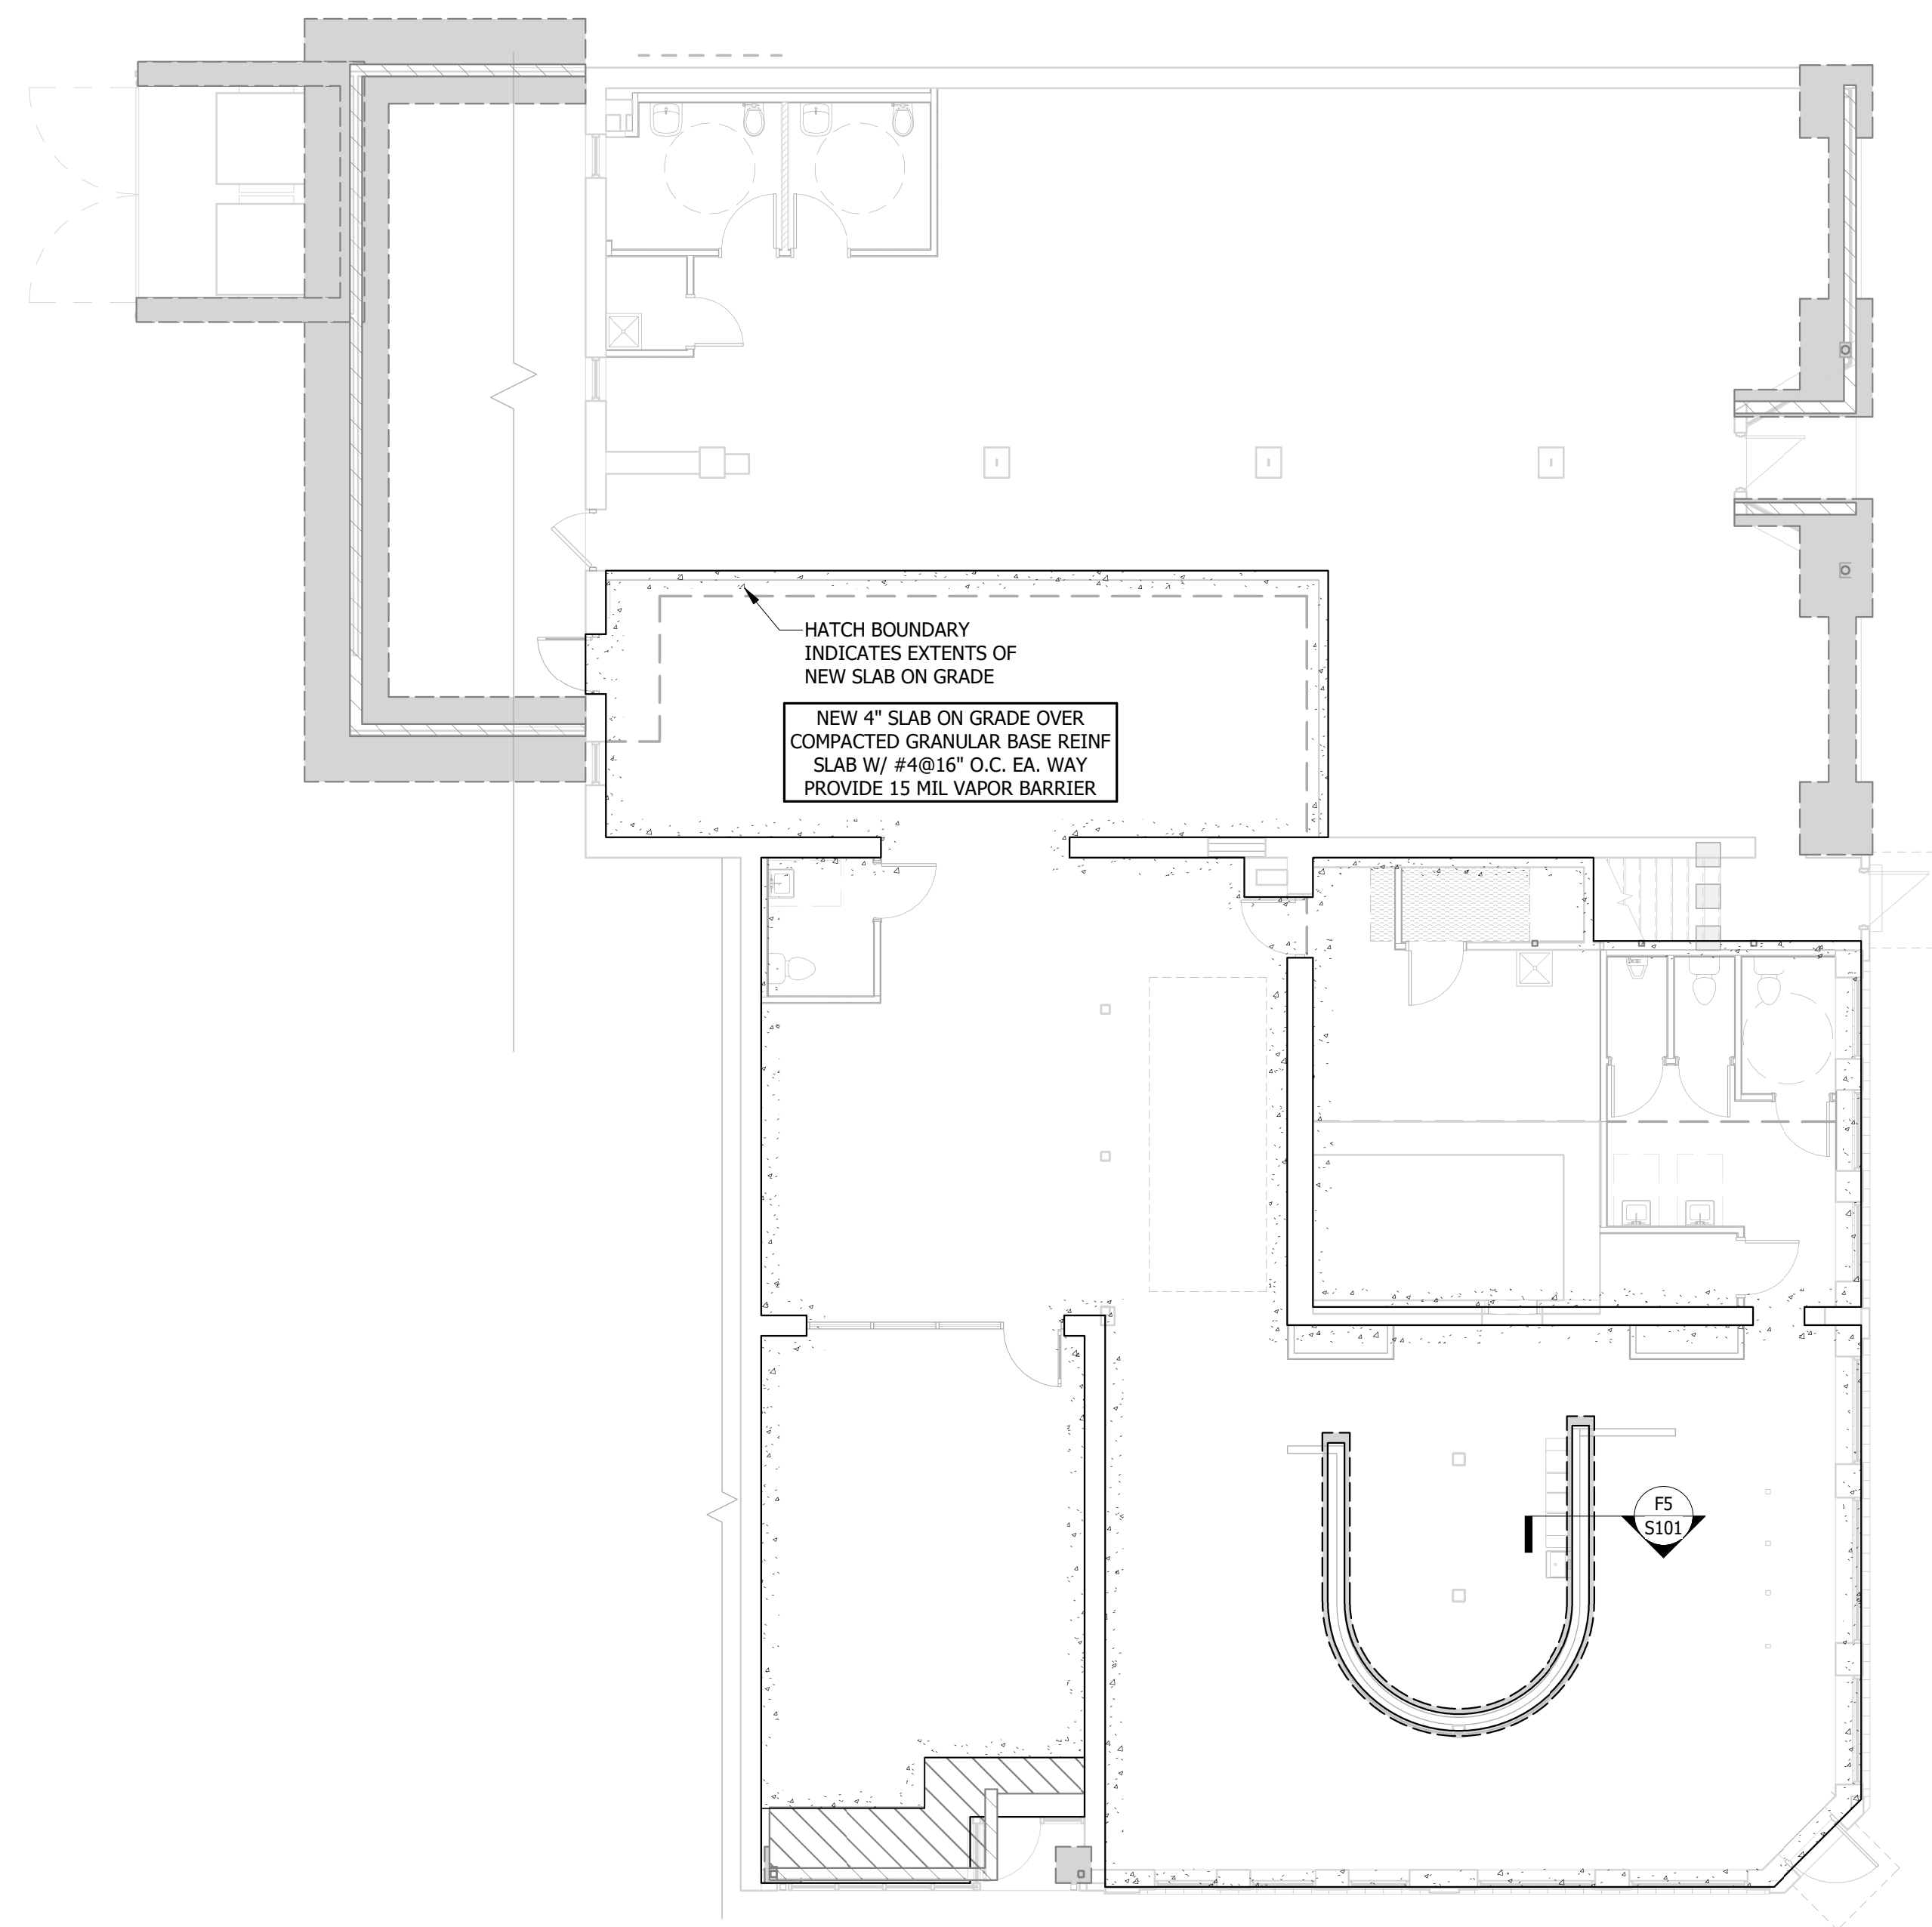 HATCH BOUNDARY
INDICATES EXTENTS OF
NEW SLAB ON GRADE
NEW 4" SLAB ON GRADE OVER
COMPACTED GRANULAR BASE REINF
SLAB W/ #4@16" O.C. EA. WAY
PROVIDE 15 MIL VAPOR BARRIER
F5
S101